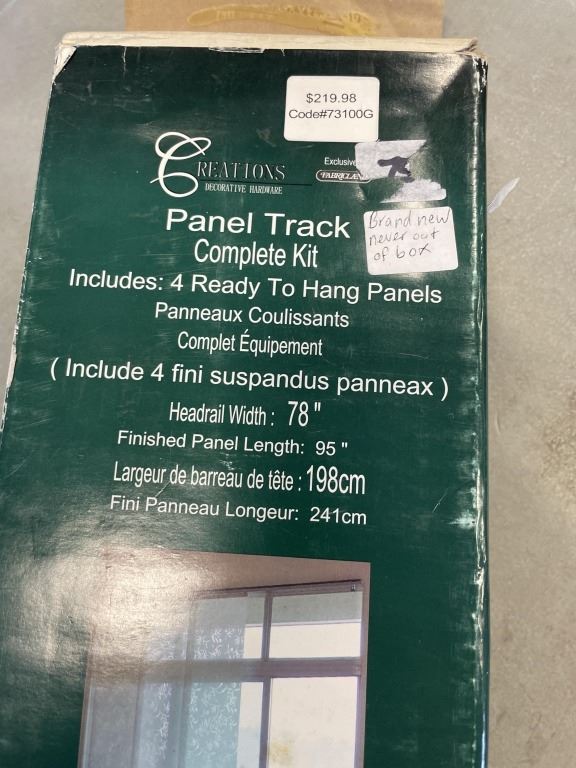 $219.98
Code#73100G
CREATIONS
DECORATIVE HARDWARE
Exclusive
FABRICLAND
Brand new
never out
of box
Panel Track
Complete Kit
Includes: 4 Ready To Hang Panels
Panneaux Coulissants
Complet Équipement
( Include 4 fini suspandus panneax )
Headrail Width : 78 "
Finished Panel Length: 95 "
Largeur de barreau de tête : 198cm
Fini Panneau Longeur: 241cm